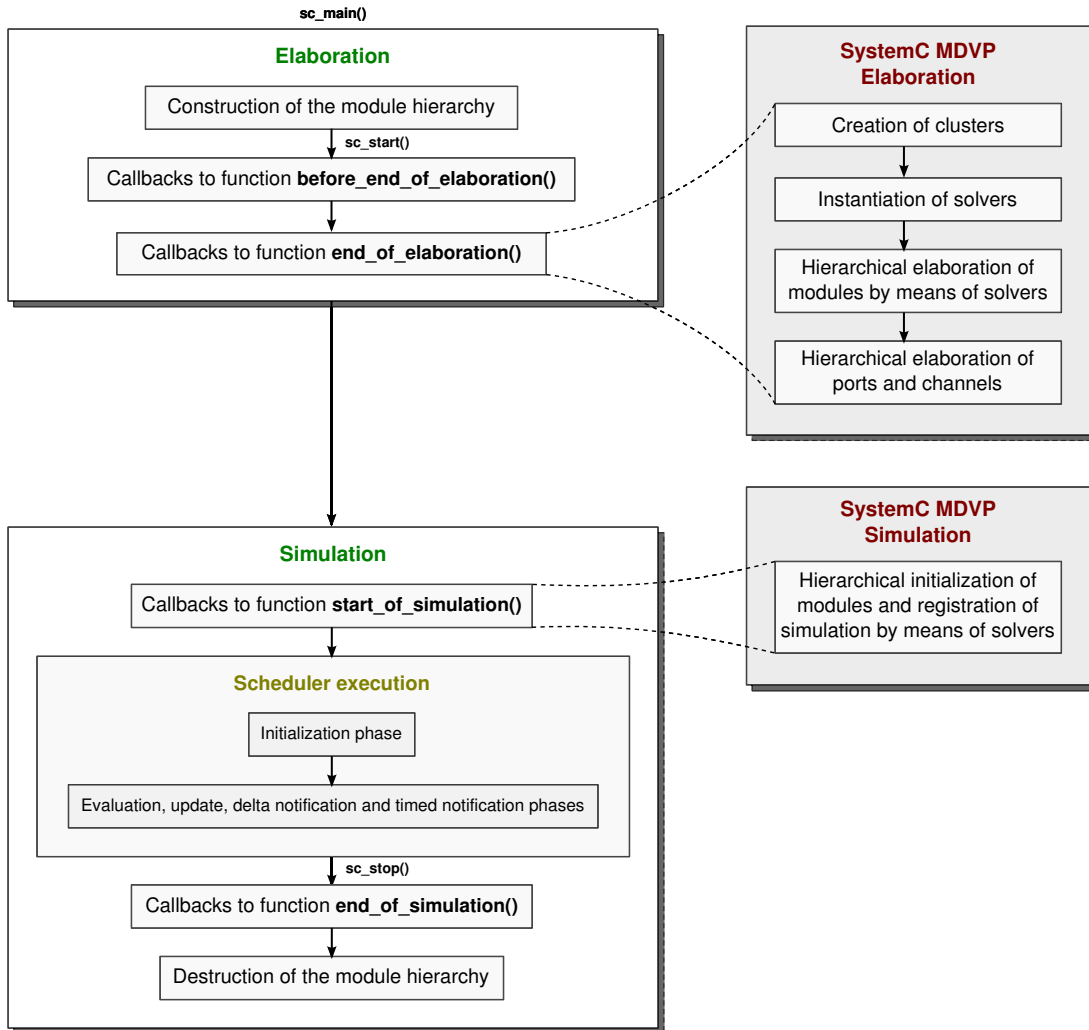 sc_main()
Elaboration
Construction of the module hierarchy
sc_start()
Callbacks to function before_end_of_elaboration()
Callbacks to function end_of_elaboration()
SystemC MDVP
Elaboration
Creation of clusters
Instantiation of solvers
Hierarchical elaboration of
modules by means of solvers
Hierarchical elaboration of
ports and channels
Simulation
Callbacks to function start_of_simulation()
Scheduler execution
Initialization phase
Evaluation, update, delta notification and timed notification phases
sc_stop()
Callbacks to function end_of_simulation()
Destruction of the module hierarchy
SystemC MDVP
Simulation
Hierarchical initialization of
modules and registration of
simulation by means of solvers